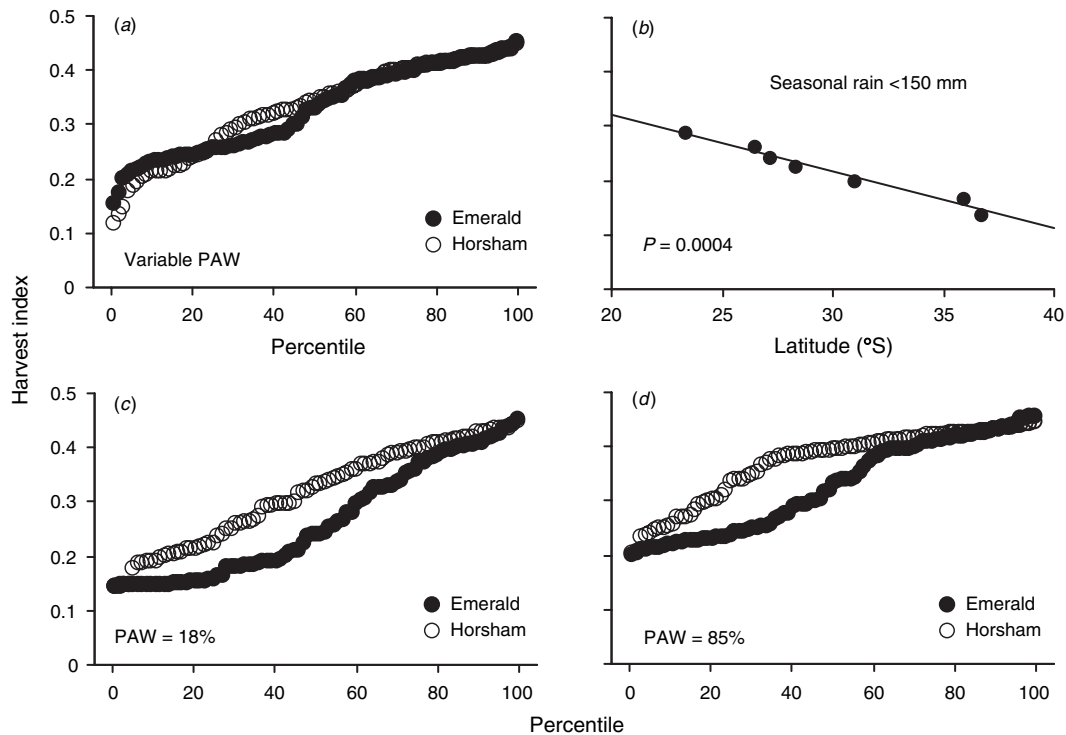 (a)
0.5
0.4
0.3
0.2
0.1
0
Emerald
Horsham
Variable PAW
0 20 40 60 80 100
Percentile
(b)
Seasonal rain <150 mm
P = 0.0004
20 25 30 35 40
Latitude (°S)
Harvest index
(c)
0.5
0.4
0.3
0.2
0.1
0
Emerald
Horsham
PAW = 18%
0 20 40 60 80 100
(d)
Emerald
Horsham
PAW = 85%
0 20 40 60 80 100
Percentile